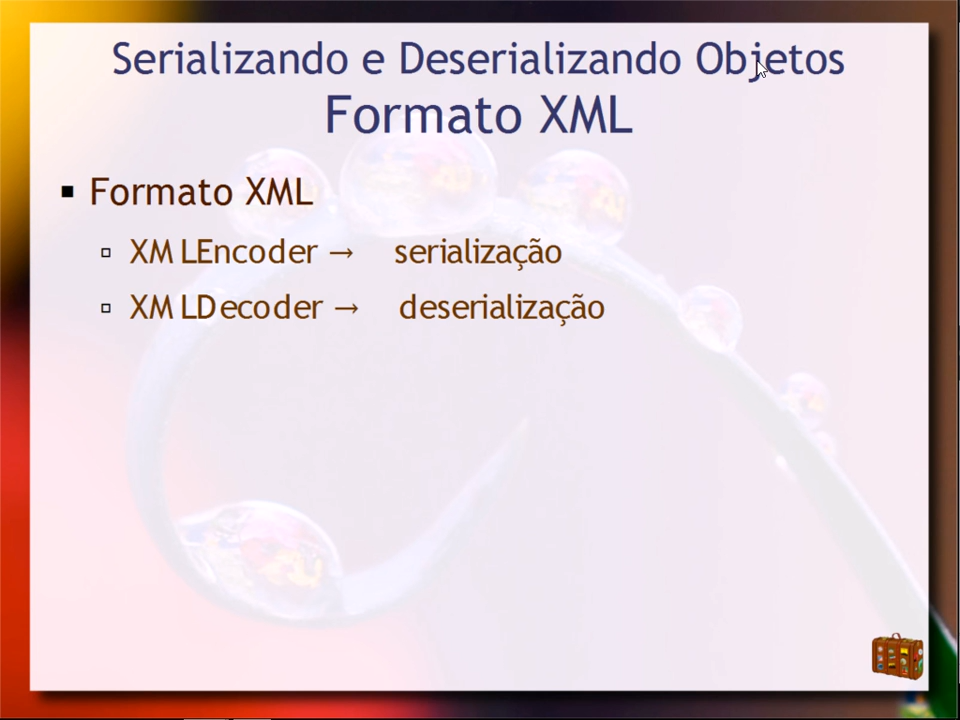 Serializando e Deserializando Objetos
Formato XML
▪ Formato XML
▫ XMLEncoder → serialização
▫ XMLDecoder → deserialização